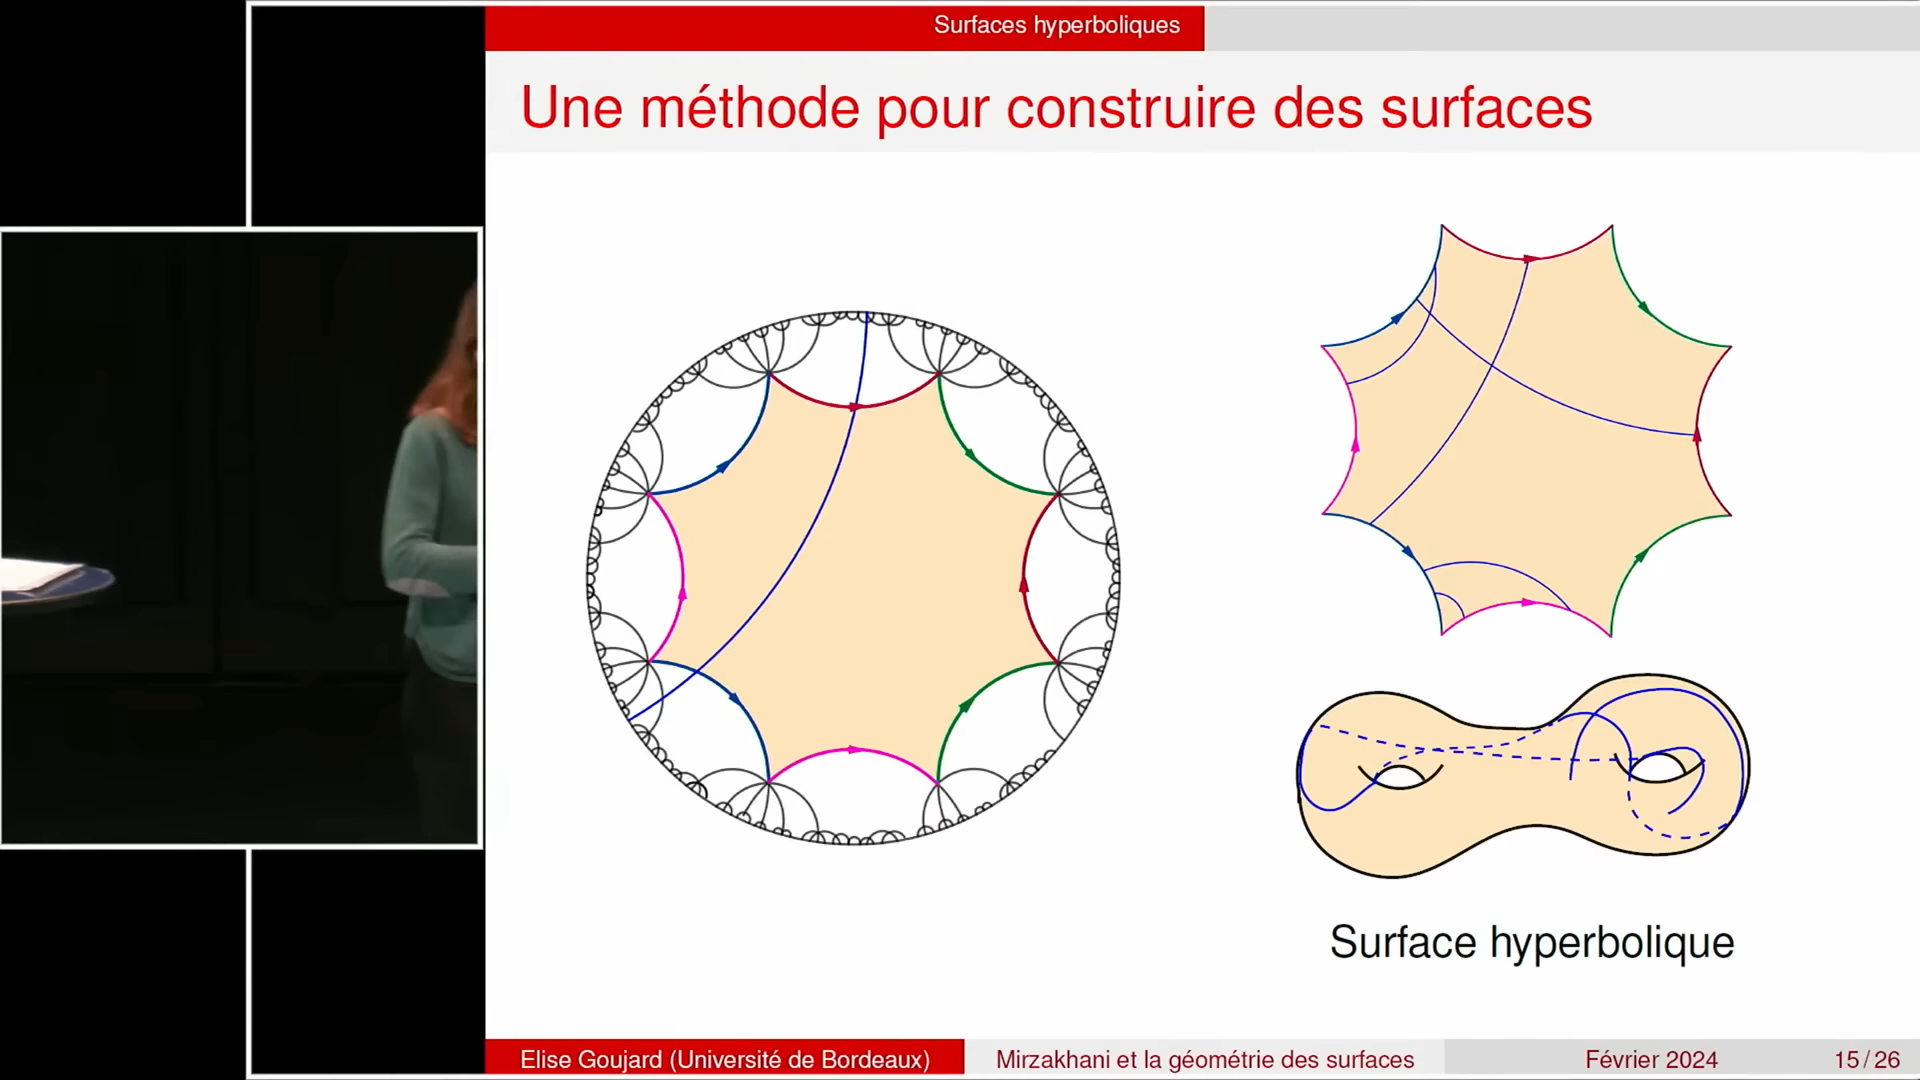 Surfaces hyperboliques
Une méthode pour construire des surfaces
Surface hyperbolique
Elise Goujard (Université de Bordeaux)
Mirzakhani et la géométrie des surfaces
Février 2024
15 / 26